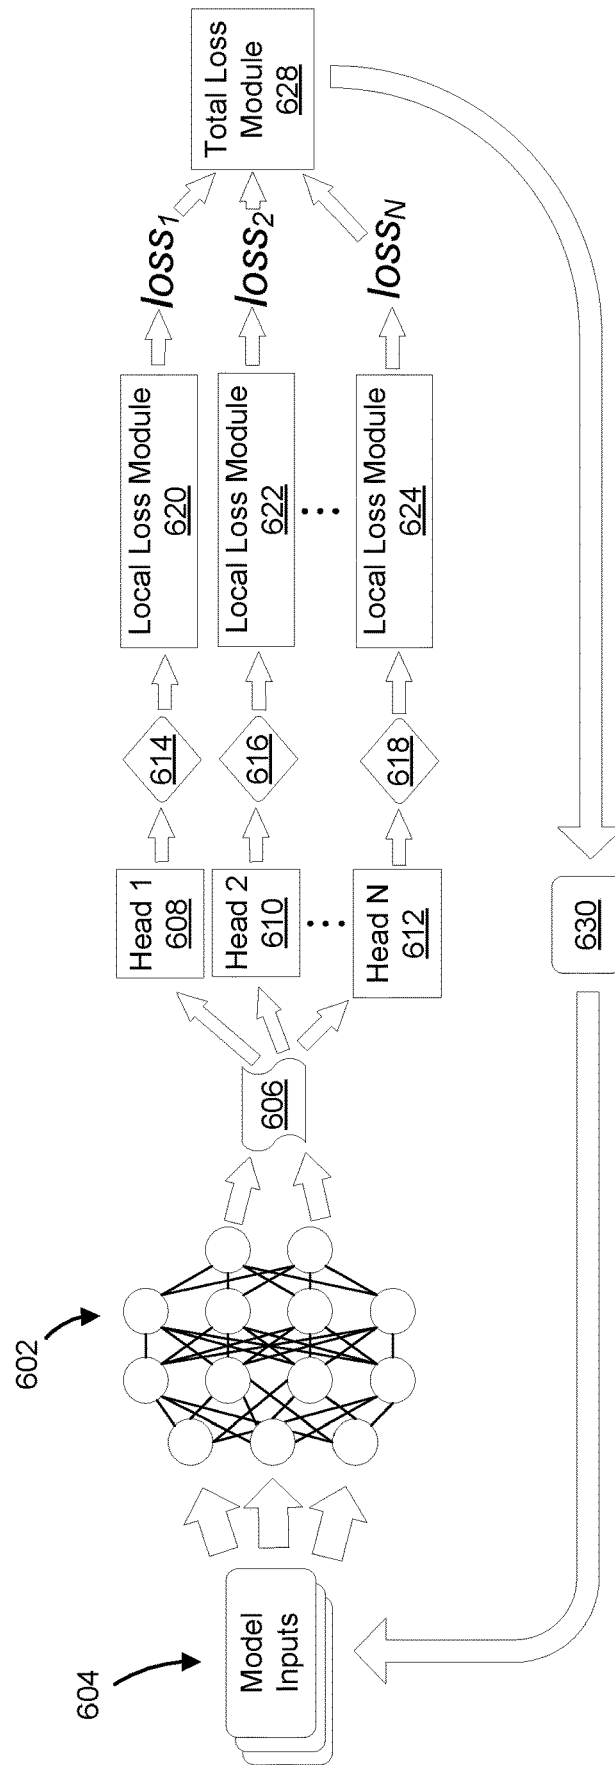 604
Model
Inputs
602
606
Head 1
608
Head 2
610
Head N
612
614
616
618
Local Loss Module
620
Local Loss Module
622
Local Loss Module
624
loss1
loss2
lossN
Total Loss
Module
628
630